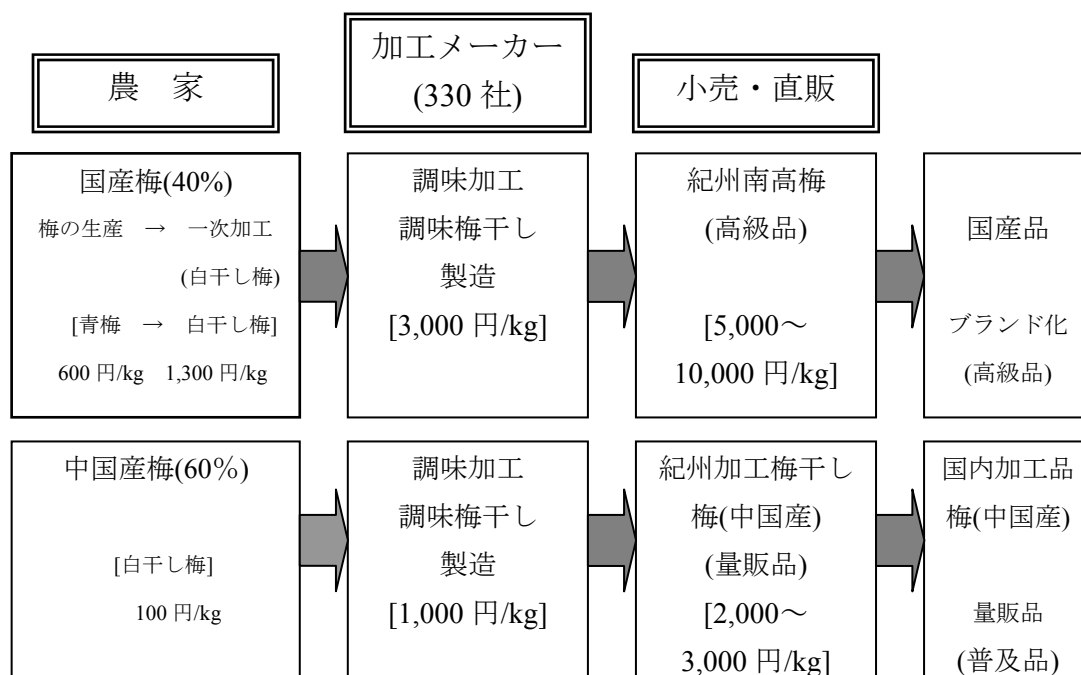 農　家
加工メーカー
(330 社)
小売・直販
国産梅(40%)
梅の生産　→　一次加工
(白干し梅)
[青梅　→　白干し梅]
600 円/kg　1,300 円/kg
調味加工
調味梅干し
製造
[3,000 円/kg]
紀州南高梅
(高級品)
[5,000～
10,000 円/kg]
国産品
ブランド化
(高級品)
中国産梅(60%)
[白干し梅]
100 円/kg
調味加工
調味梅干し
製造
[1,000 円/kg]
紀州加工梅干し
梅(中国産)
(量販品)
[2,000～
3,000 円/kg]
国内加工品
梅(中国産)
量販品
(普及品)